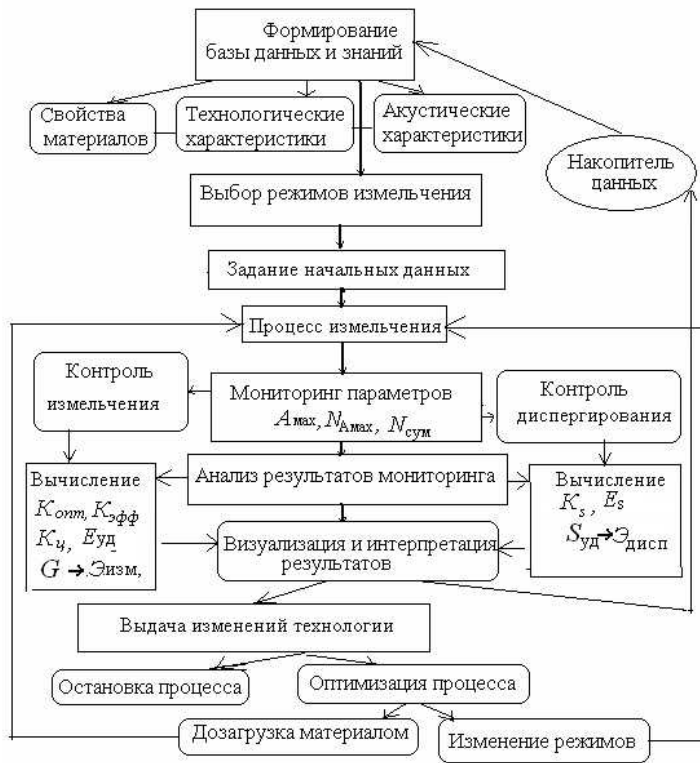 Формирование
базы данных и знаний
Свойства
материалов
Технологические
характеристики
Акустические
характеристики
Накопитель
данных
Выбор режимов измельчения
Задание начальных данных
Процесс измельчения
Контроль
измельчения
Мониторинг параметров
Aмах, NАмах, Nсум
Контроль
диспергирования
Вычисление
Kопт, Kэфф
Kц, Eуд
G → Эизм,
Анализ результатов мониторинга
Вычисление
Ks, Es
Sуд → Эдисп
Визуализация и интерпретация
результатов
Выдача изменений технологии
Остановка процесса
Оптимизация процесса
Дозагрузка материалом
Изменение режимов